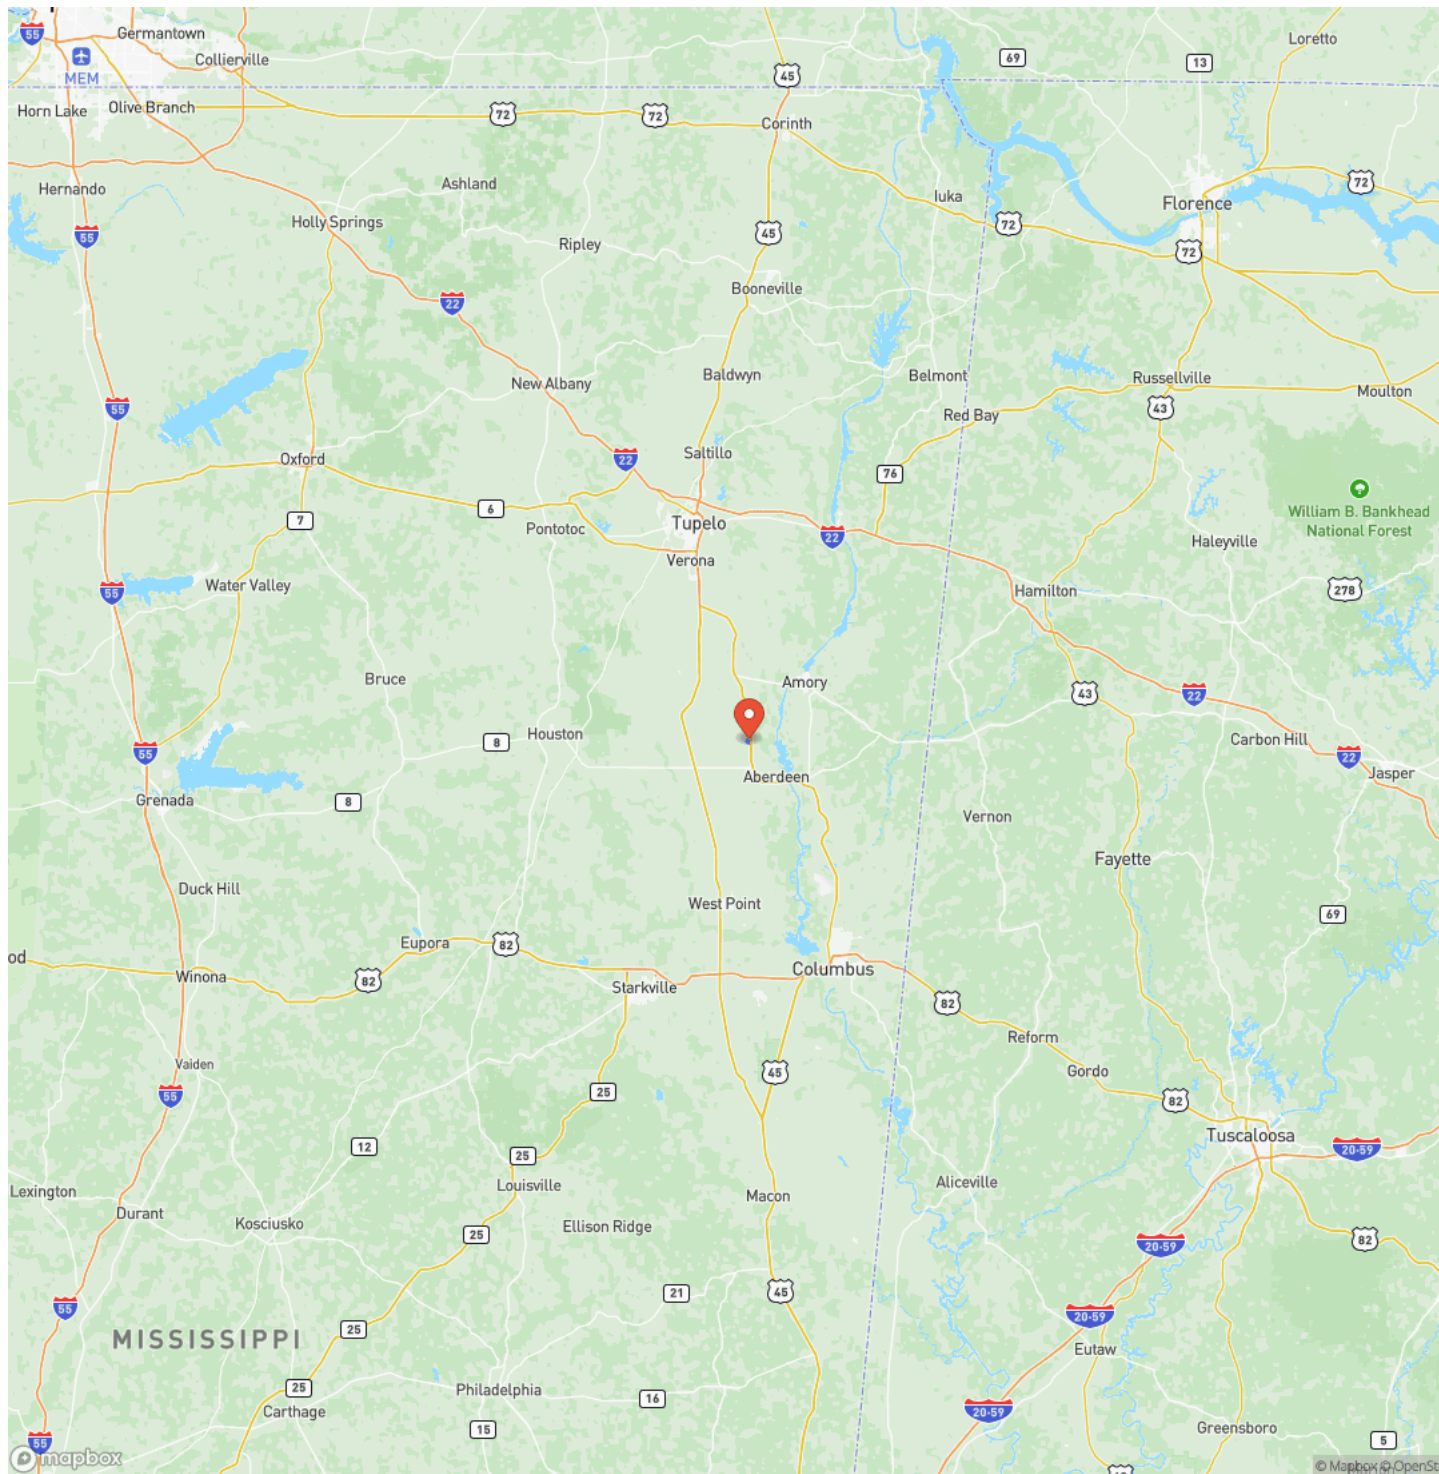 Germantown
55
Collierville
MEM
Horn Lake
Olive Branch
72
72
45
69
13
Loretto
Corinth
Hernando
Ashland
Iuka
72
Florence
Holly Springs
55
Ripley
45
72
72
Booneville
22
New Albany
Baldwyn
Belmont
Russellville
Moulton
55
43
Red Bay
Oxford
22
Saltillo
76
7
6
Pontotoc
Tupelo
22
William B. Bankhead
National Forest
Haleyville
Verona
55
Water Valley
Hamilton
278
Bruce
Amory
43
22
55
8
Houston
Carbon Hill
22
Jasper
Aberdeen
Grenada
8
Vernon
Fayette
Duck Hill
West Point
69
Eupora
82
od
Winona
82
Columbus
Starkville
82
Reform
Vaiden
45
Gordo
55
25
82
12
25
Tuscaloosa
20-59
Lexington
Louisville
Macon
Aliceville
Durant
Kosciusko
Ellison Ridge
25
20-59
82
21
45
55
20-59
25
MISSISSIPPI
Eutaw
25
Philadelphia
16
Carthage
15
20-59
Greensboro
55
5
mapbox
© Mapbox © OpenSt